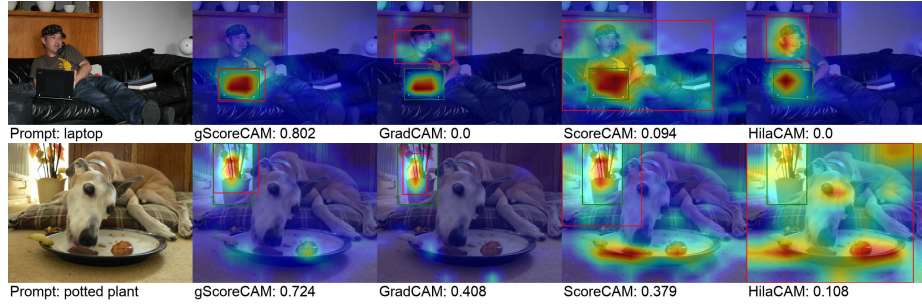 Prompt: laptop gScoreCAM: 0.802 GradCAM: 0.0 ScoreCAM: 0.094 HilaCAM: 0.0
Prompt: potted plant gScoreCAM: 0.724 GradCAM: 0.408 ScoreCAM: 0.379 HilaCAM: 0.108